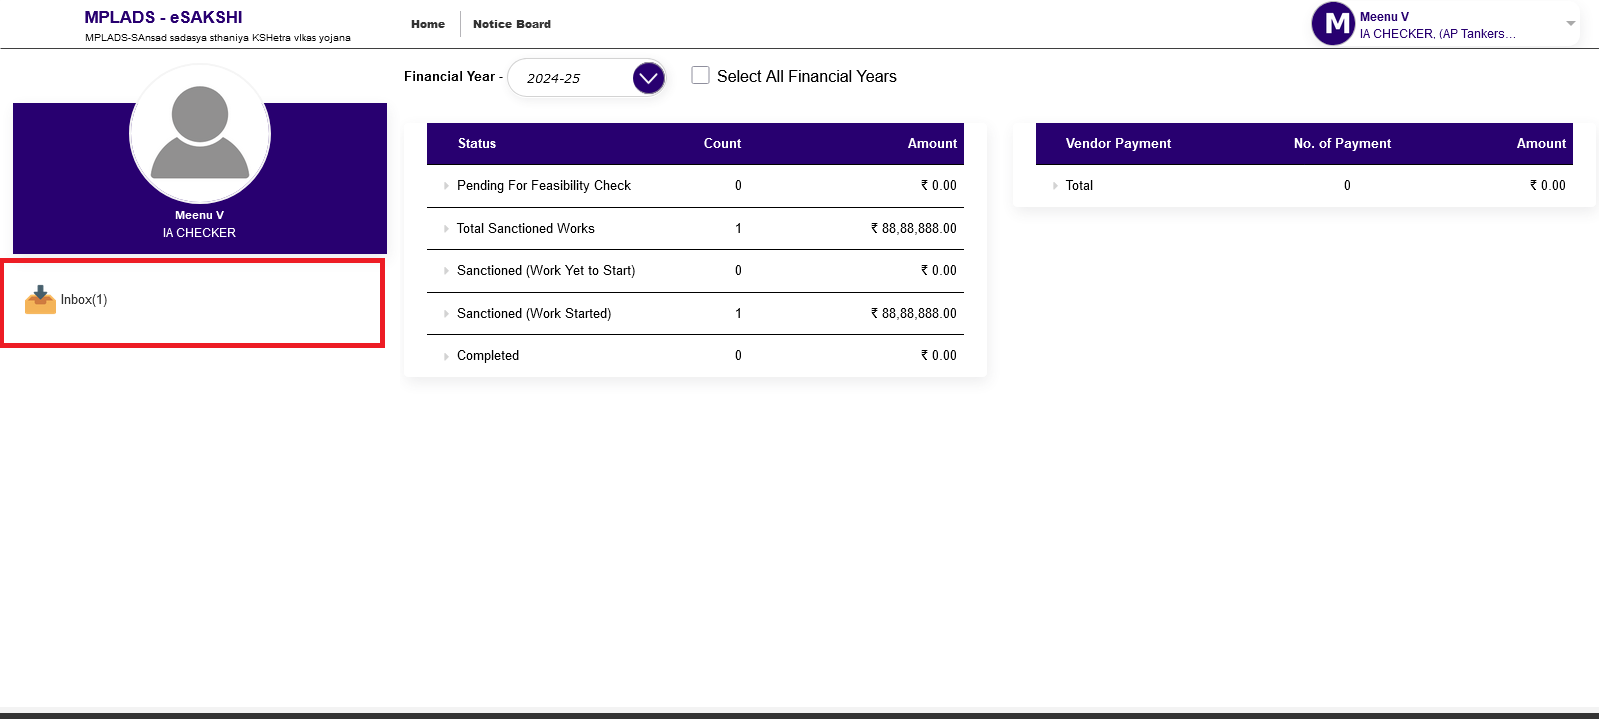 MPLADS - eSAKSHI
MPLADS-SAnsad sadasya sthaniya KSHetra vIkas yojana
Home
Notice Board
M
Meenu V
IA CHECKER, (AP Tankers...
Financial Year -
2024-25
Select All Financial Years
Meenu V
IA CHECKER
Inbox(1)
Status Count Amount
Pending For Feasibility Check 0 ₹ 0.00
Total Sanctioned Works 1 ₹ 88,88,888.00
Sanctioned (Work Yet to Start) 0 ₹ 0.00
Sanctioned (Work Started) 1 ₹ 88,88,888.00
Completed 0 ₹ 0.00
Vendor Payment No. of Payment Amount
Total 0 ₹ 0.00